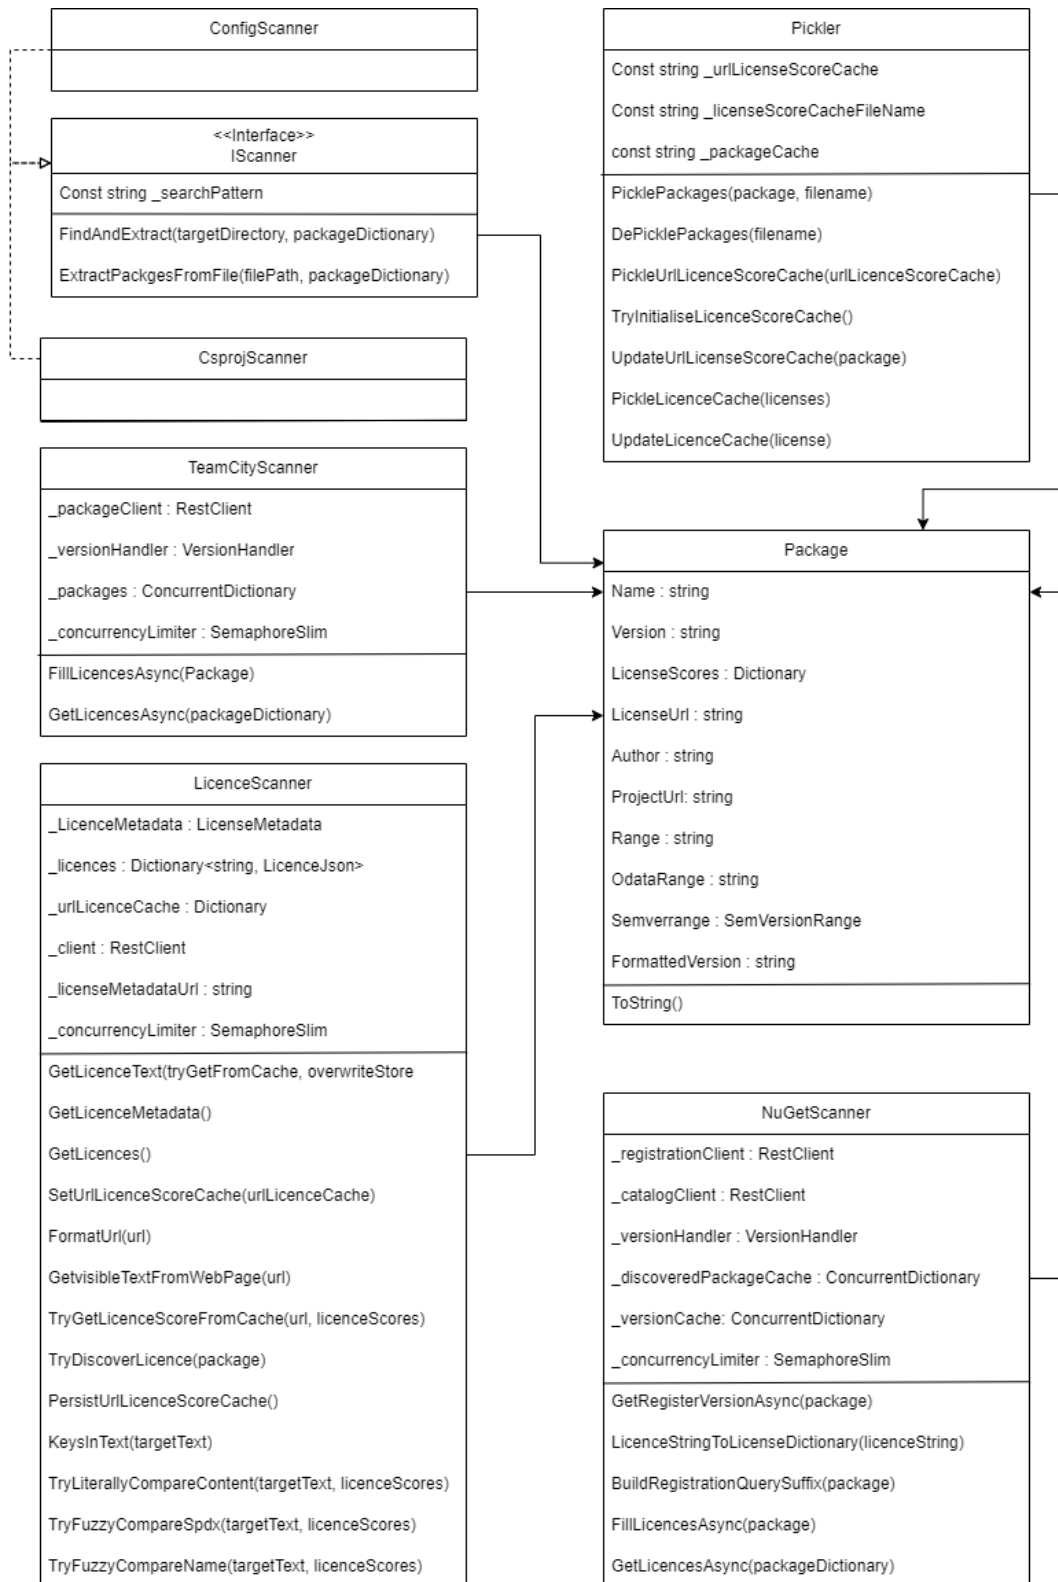 ConfigScanner
<<Interface>>
IScanner
Const string _searchPattern
FindAndExtract(targetDirectory, packageDictionary)
ExtractPackgesFromFile(filePath, packageDictionary)
CsprojScanner
TeamCityScanner
_packageClient : RestClient
_versionHandler : VersionHandler
_packages : ConcurrentDictionary
_concurrencyLimiter : SemaphoreSlim
FillLicencesAsync(Package)
GetLicencesAsync(packageDictionary)
LicenceScanner
_LicenceMetadata : LicenseMetadata
_licences : Dictionary<string, LicenceJson>
_urlLicenceCache : Dictionary
_client : RestClient
_licenseMetadataUrl : string
_concurrencyLimiter : SemaphoreSlim
GetLicenceText(tryGetFromCache, overwriteStore
GetLicenceMetadata()
GetLicences()
SetUrlLicenceScoreCache(urlLicenceCache)
FormatUrl(url)
GetvisibleTextFromWebPage(url)
TryGetLicenceScoreFromCache(url, licenceScores)
TryDiscoverLicence(package)
PersistUrlLicenceScoreCache()
KeysInText(targetText)
TryLiterallyCompareContent(targetText, licenceScores)
TryFuzzyCompareSpdx(targetText, licenceScores)
TryFuzzyCompareName(targetText, licenceScores)
Pickler
Const string _urlLicenseScoreCache
Const string _licenseScoreCacheFileName
const string _packageCache
PicklePackages(package, filename)
DePicklePackages(filename)
PickleUrlLicenceScoreCache(urlLicenceScoreCache)
TryInitialiseLicenceScoreCache()
UpdateUrlLicenseScoreCache(package)
PickleLicenceCache(licenses)
UpdateLicenceCache(license)
Package
Name : string
Version : string
LicenseScores : Dictionary
LicenseUrl : string
Author : string
ProjectUrl: string
Range : string
OdataRange : string
Semverrange : SemVersionRange
FormattedVersion : string
ToString()
NuGetScanner
_registrationClient : RestClient
_catalogClient : RestClient
_versionHandler : VersionHandler
_discoveredPackageCache : ConcurrentDictionary
_versionCache: ConcurrentDictionary
_concurrencyLimiter : SemaphoreSlim
GetRegisterVersionAsync(package)
LicenceStringToLicenseDictionary(licenceString)
BuildRegistrationQuerySuffix(package)
FillLicencesAsync(package)
GetLicencesAsync(packageDictionary)